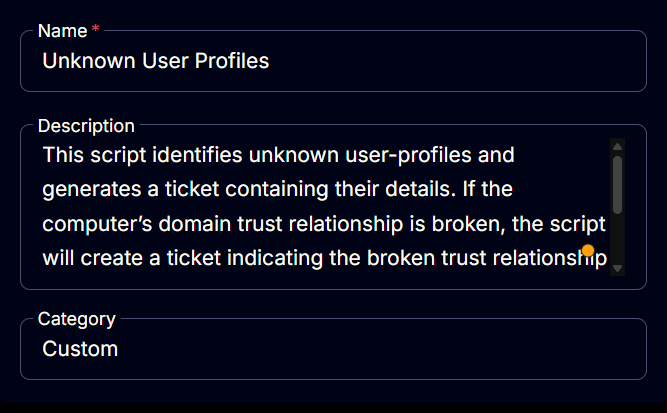 Name *
Unknown User Profiles
Description
This script identifies unknown user-profiles and
generates a ticket containing their details. If the
computer’s domain trust relationship is broken, the script
will create a ticket indicating the broken trust relationship
Category
Custom